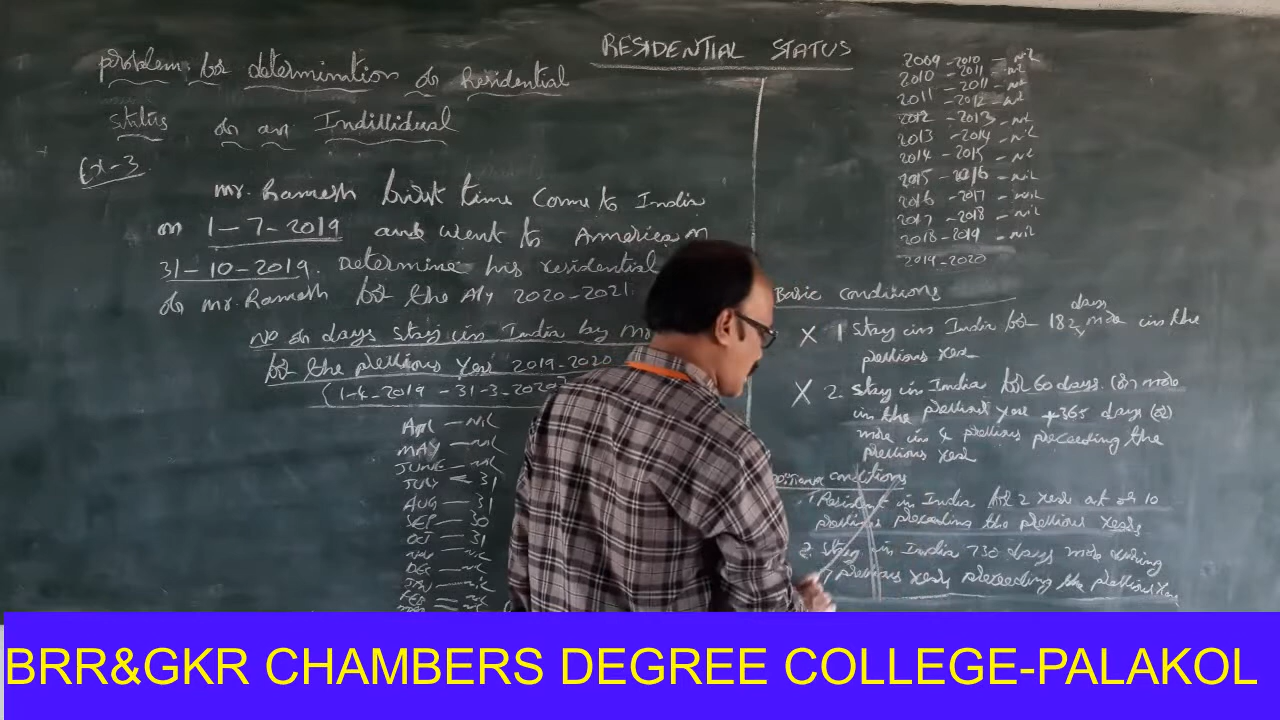 RESIDENTIAL STATUS
problem for determination of Residential
status of an Indillidual
Ex-3
Mr. Ramesh first time Come to India
on 1-7-2019 and went to America on
31-10-2019. Determine his residential
of Mr. Ramesh for the A/y 2020-2021.
No of days stay in India by Mr
for the previous Year 2019-2020
(1-4-2019 - 31-3-2020)
APL - NIL
MAY - NIL
JUNE - NIL
JULY - 31
AUG - 31
SEP - 30
OCT - 31
NOV - NIL
DEC - NIL
JAN - NIL
FEB - NIL
2009 - 2010 - nil
2010 - 2011 - nil
2011 - 2011 - nil
2011 - 2012 - nil
2012 - 2013 - nil
2013 - 2014 - nil
2014 - 2015 - nil
2015 - 2016 - nil
2016 - 2017 - nil
2017 - 2018 - nil
2018 - 2019 - nil
2019 - 2020
Basic conditions
X 1 Stay in India for 182 days more in the
previous year
X 2. Stay in India for 60 days (or) more
in the previous year + 365 days (or)
more in 4 previous preceeding the
previous year
conditions
1 Resident in India for 2 years out of 10
previous preceeding the previous years
2. Stay in India 730 days more during
7 previous years preceeding the previous year
BRR&GKR CHAMBERS DEGREE COLLEGE-PALAKOL